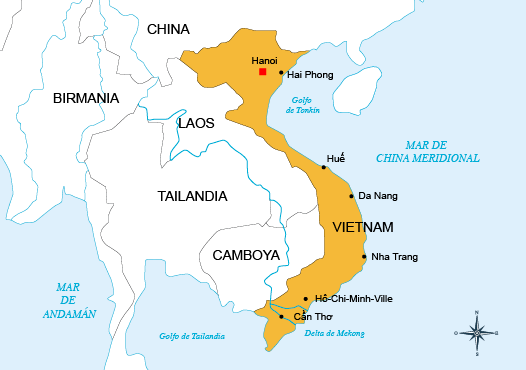 CHINA
Hanoi
Hai Phong
BIRMANIA
Golfo
de Tonkín
LAOS
MAR DE
CHINA MERIDIONAL
Huế
TAILANDIA
Da Nang
VIETNAM
CAMBOYA
Nha Trang
MAR
DE
ANDAMÁN
Hô-Chi-Minh-Ville
Cần Thơ
Golfo de Tailandia
Delta de Mekong
N
O
E
S